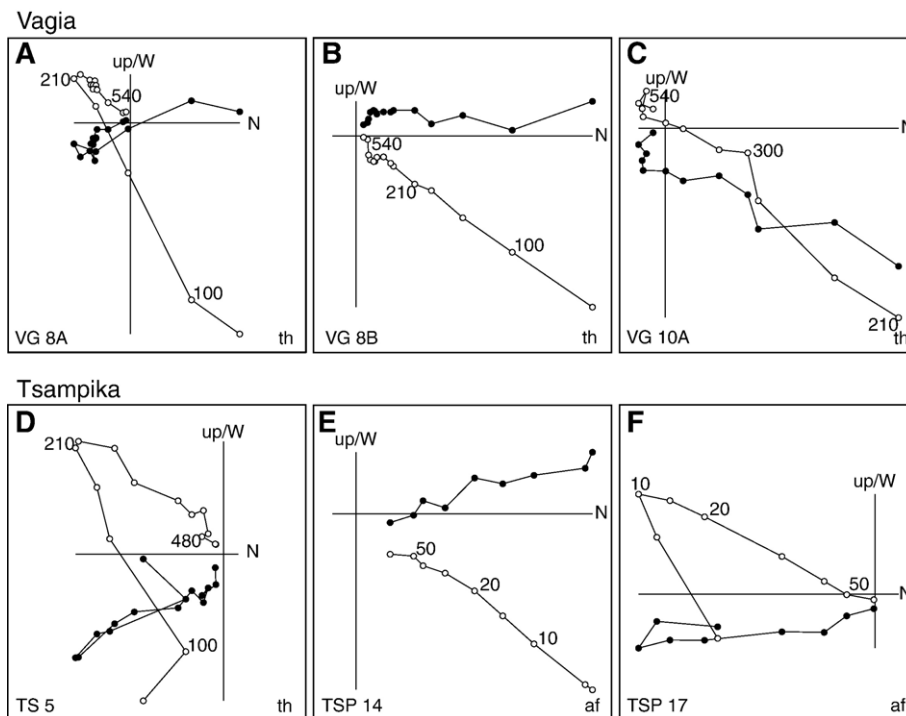 Vagia
A
up/W
210
540
N
100
VG 8A
th
B
up/W
540
210
100
VG 8B
th
C
up/W
540
N
300
210
VG 10A
th
Tsampika
D
up/W
210
480
N
100
TS 5
th
E
up/W
N
50
20
10
TSP 14
af
F
10
up/W
20
50
N
TSP 17
af